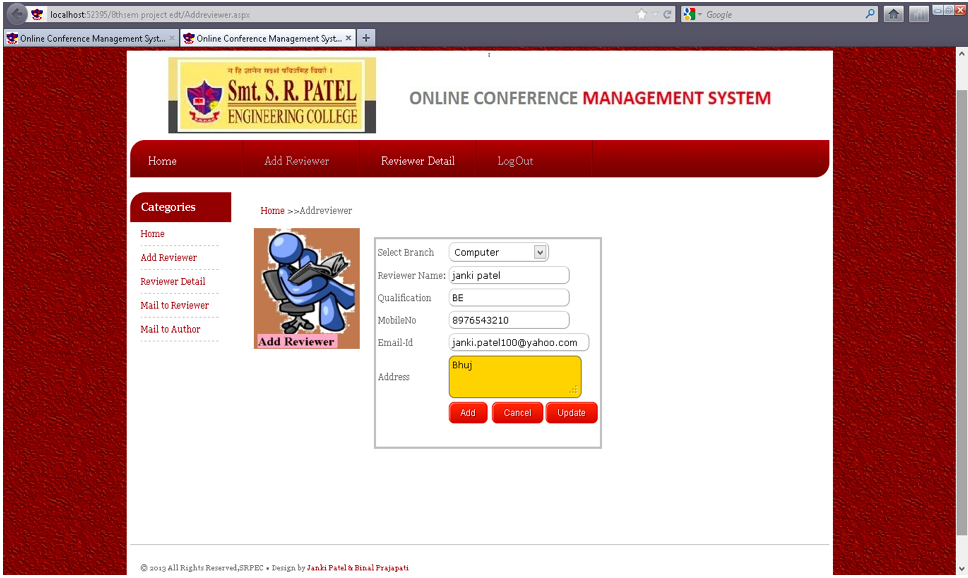 localhost:52395/8thsem project edt/Addreviewer.aspx
Google
Online Conference Management Syst...
Online Conference Management Syst...
Smt. S. R. PATEL
ENGINEERING COLLEGE
ONLINE CONFERENCE MANAGEMENT SYSTEM
Home
Add Reviewer
Reviewer Detail
LogOut
Categories
Home
Add Reviewer
Reviewer Detail
Mail to Reviewer
Mail to Author
Home >>Addreviewer
Add Reviewer
Select Branch Computer
Reviewer Name: janki patel
Qualification BE
MobileNo 8976543210
Email-Id janki.patel100@yahoo.com
Address Bhuj
Add Cancel Update
© 2013 All Rights Reserved,SRPEC • Design by Janki Patel & Binal Prajapati